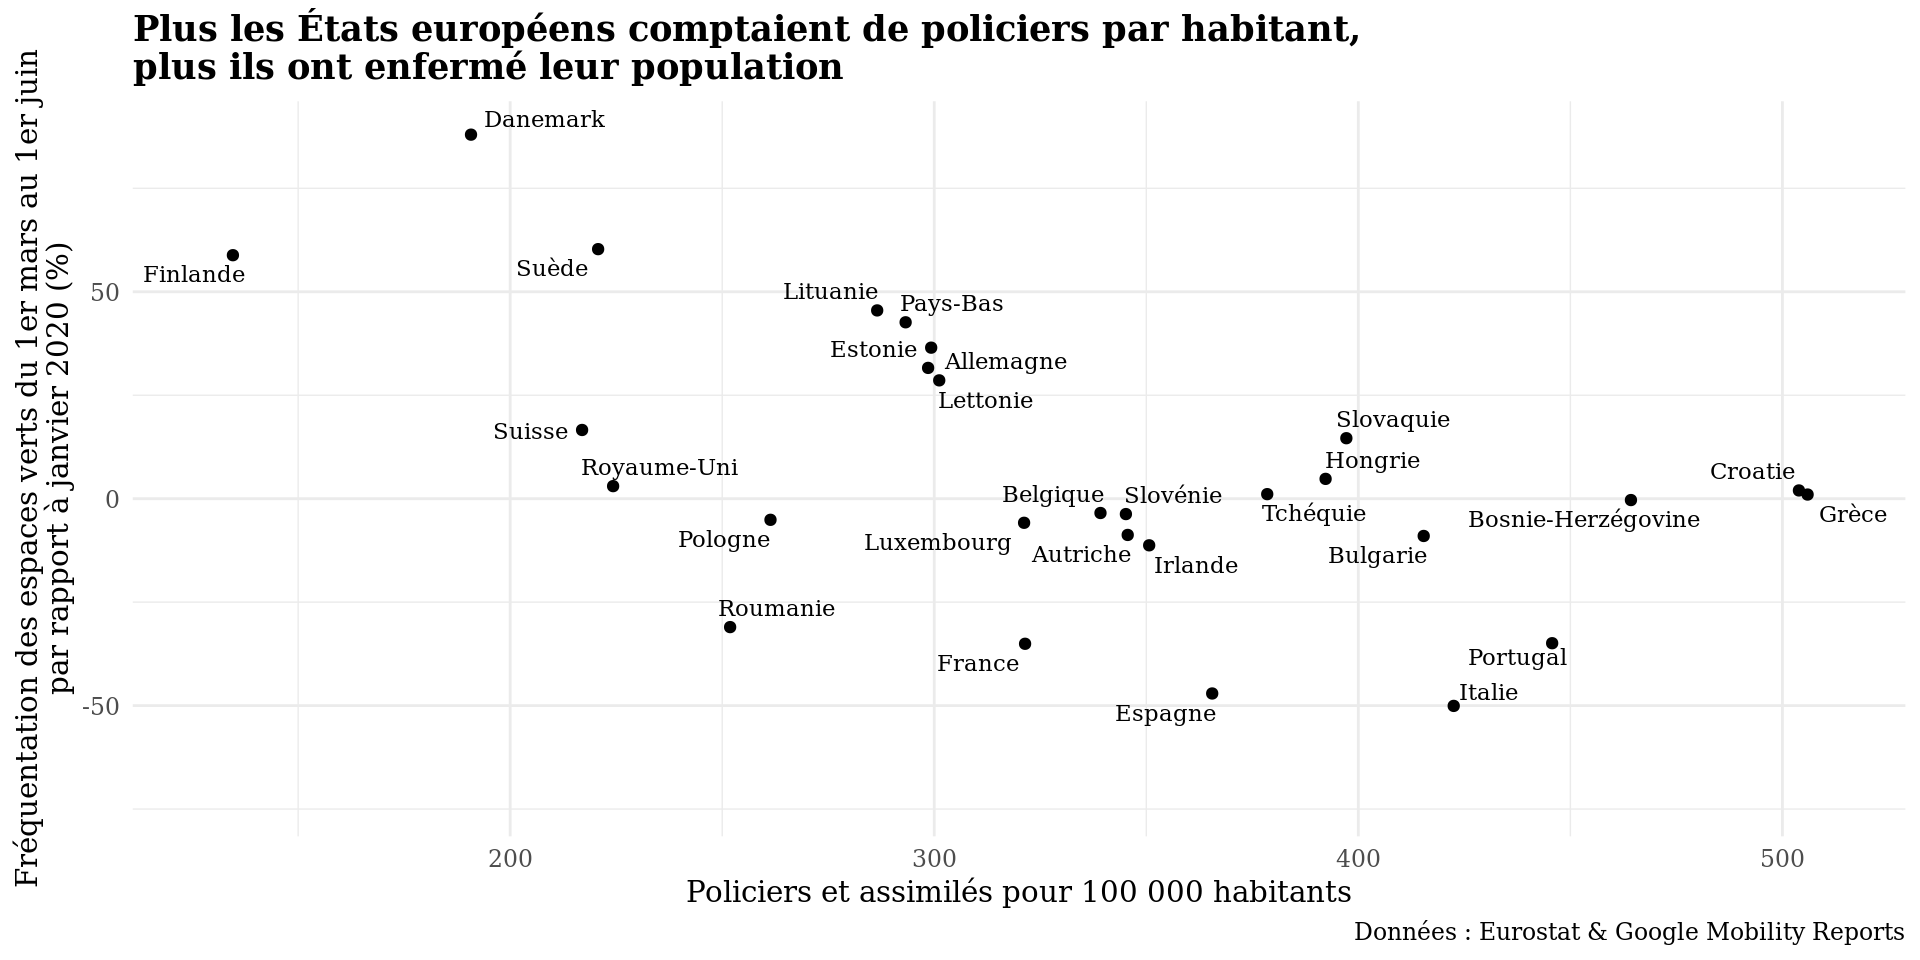 Plus les États européens comptaient de policiers par habitant,
plus ils ont enfermé leur population
Fréquentation des espaces verts du 1er mars au 1er juin
par rapport à janvier 2020 (%)
50
0
-50
Danemark
Finlande
Suède
Lituanie
Pays-Bas
Estonie
Allemagne
Lettonie
Suisse
Royaume-Uni
Pologne
Roumanie
Belgique
Slovénie
Luxembourg
Autriche
Irlande
France
Espagne
Slovaquie
Hongrie
Tchéquie
Bulgarie
Croatie
Grèce
Bosnie-Herzégovine
Portugal
Italie
200
300
400
500
Policiers et assimilés pour 100 000 habitants
Données : Eurostat & Google Mobility Reports